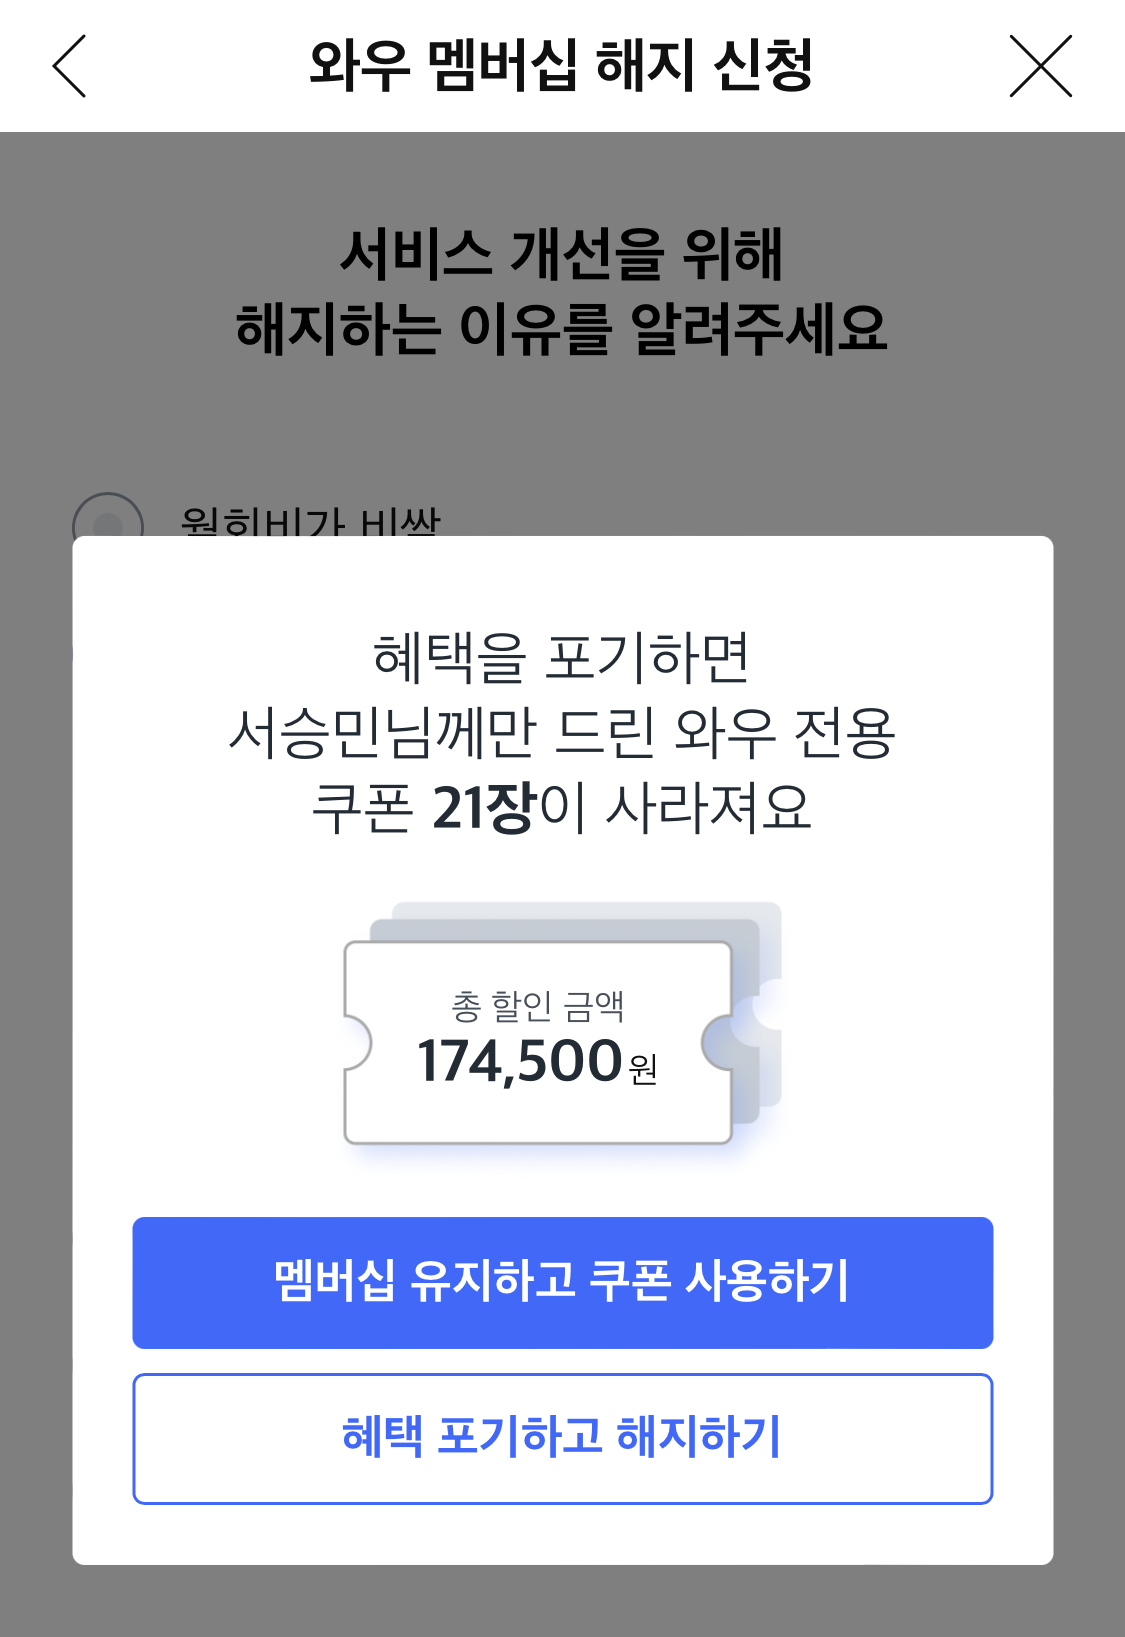 와우 멤버십 해지 신청
서비스 개선을 위해
해지하는 이유를 알려주세요
월회비가 비쌈
혜택을 포기하면
서승민님께만 드린 와우 전용
쿠폰 21장이 사라져요
총 할인 금액
174,500원
멤버십 유지하고 쿠폰 사용하기
혜택 포기하고 해지하기